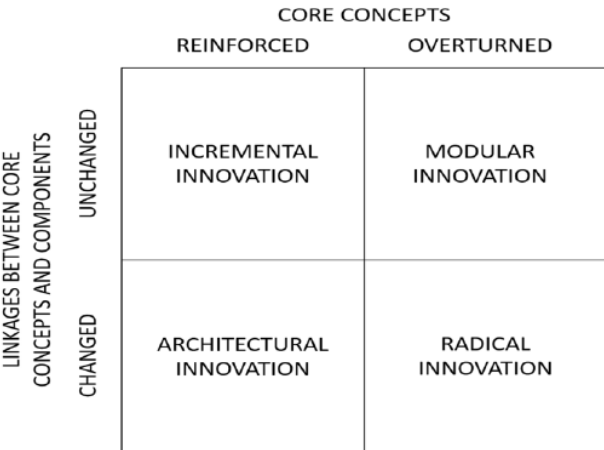 CORE CONCEPTS
REINFORCED OVERTURNED
LINKAGES BETWEEN CORE
CONCEPTS AND COMPONENTS
UNCHANGED
INCREMENTAL
INNOVATION
MODULAR
INNOVATION
CHANGED
ARCHITECTURAL
INNOVATION
RADICAL
INNOVATION